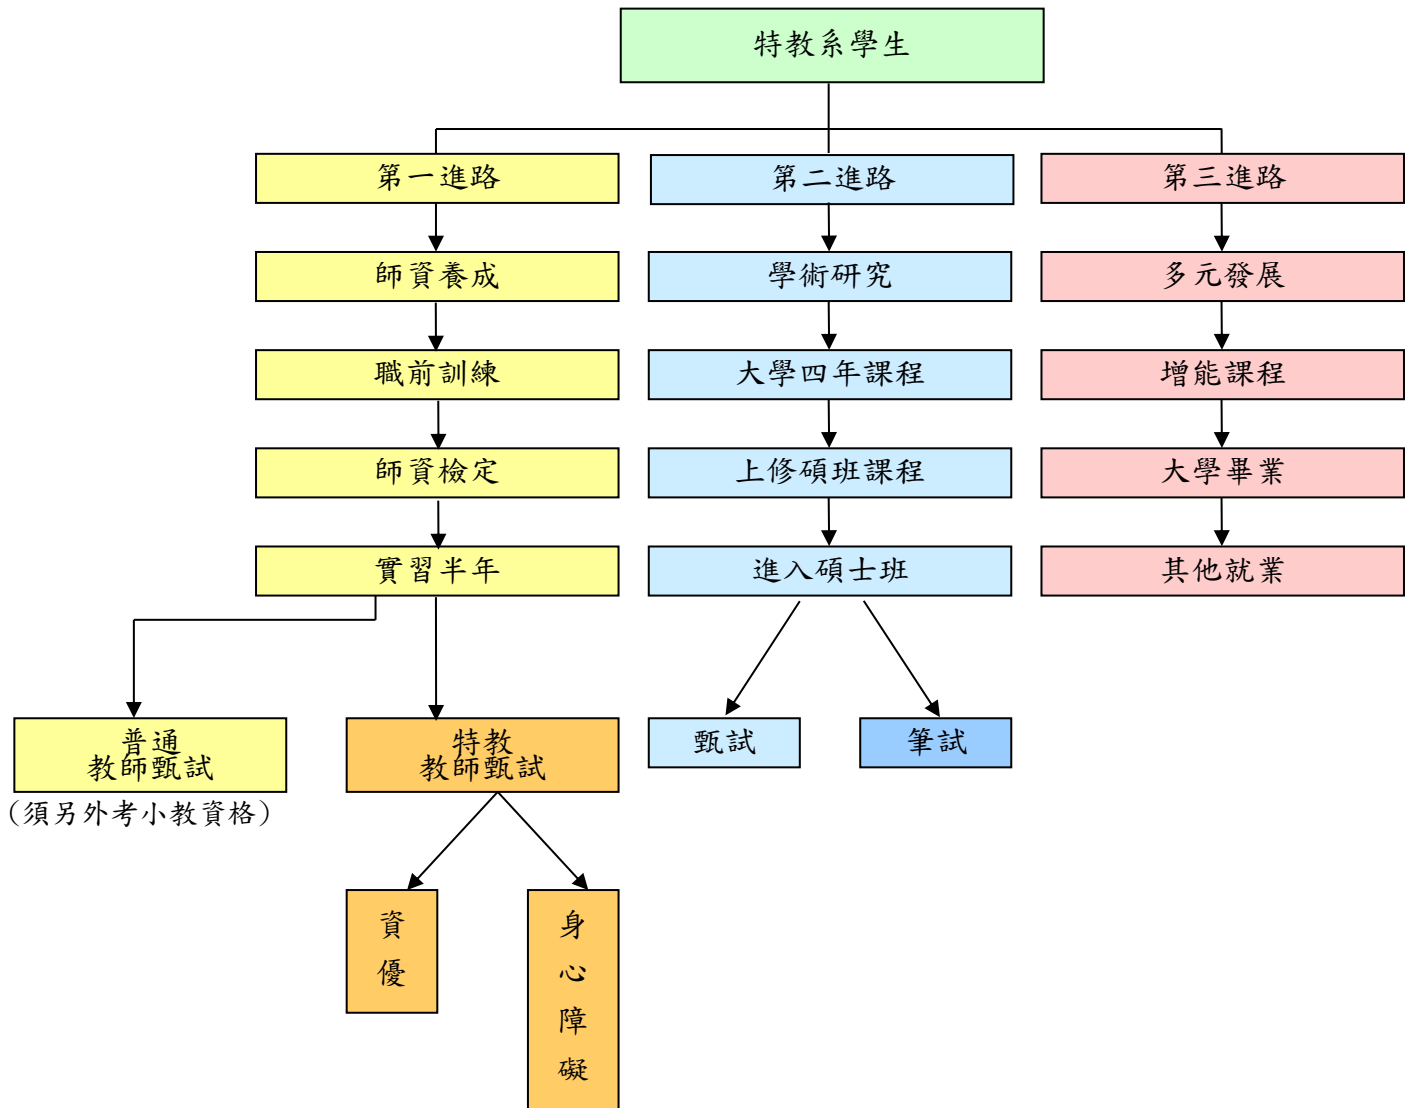 特教系學生
第一進路
第二進路
第三進路
師資養成
學術研究
多元發展
職前訓練
大學四年課程
增能課程
師資檢定
上修碩班課程
大學畢業
實習半年
進入碩士班
其他就業
普通
教師甄試
特教
教師甄試
甄試
筆試
（須另外考小教資格）
資
優
身
心
障
礙